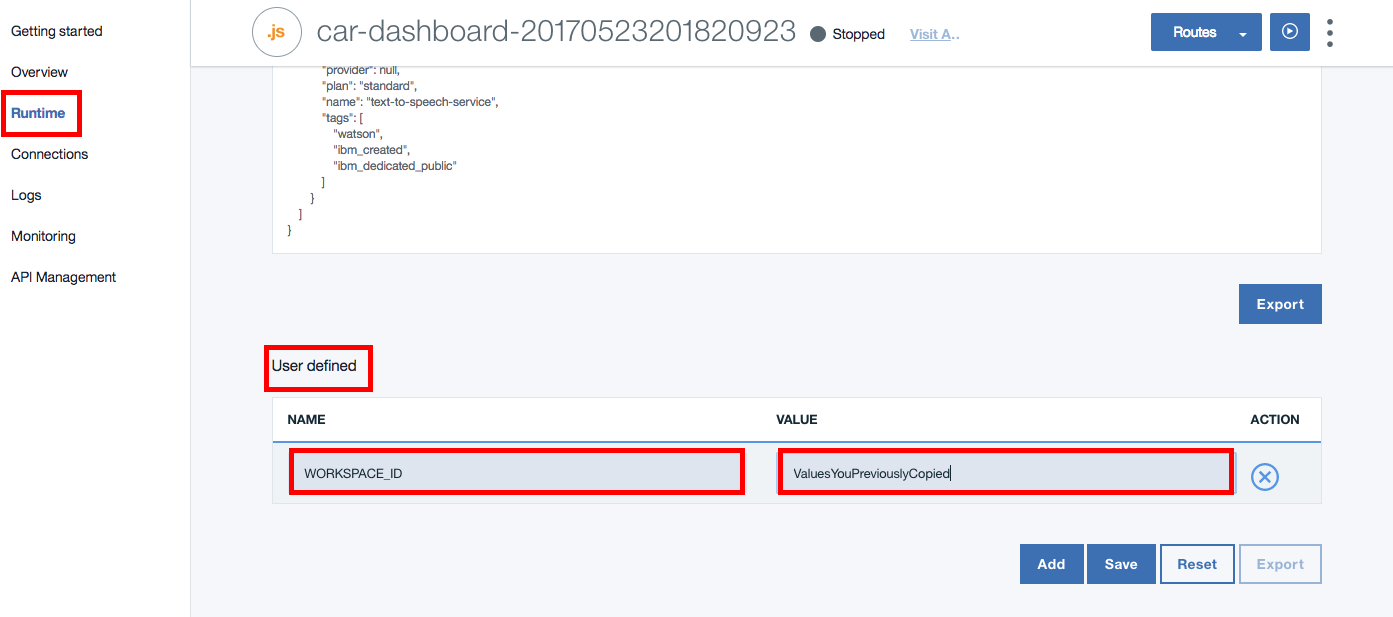 Getting started
Overview
Runtime
Connections
Logs
Monitoring
API Management
.js
car-dashboard-20170523201820923
Stopped
Visit A..
Routes
"provider": null,
"plan": "standard",
"name": "text-to-speech-service",
"tags": [
"watson",
"ibm_created",
"ibm_dedicated_public"
]
}
]
}
Export
User defined
NAME VALUE ACTION
WORKSPACE_ID ValuesYouPreviouslyCopied
Add Save Reset Export